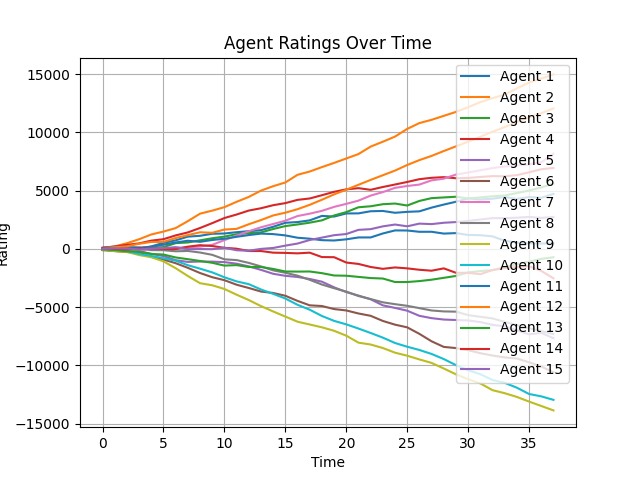 Agent Ratings Over Time
15000
10000
5000
0
−5000
−10000
−15000
Rating
0 5 10 15 20 25 30 35
Time
Agent 1
Agent 2
Agent 3
Agent 4
Agent 5
Agent 6
Agent 7
Agent 8
Agent 9
Agent 10
Agent 11
Agent 12
Agent 13
Agent 14
Agent 15